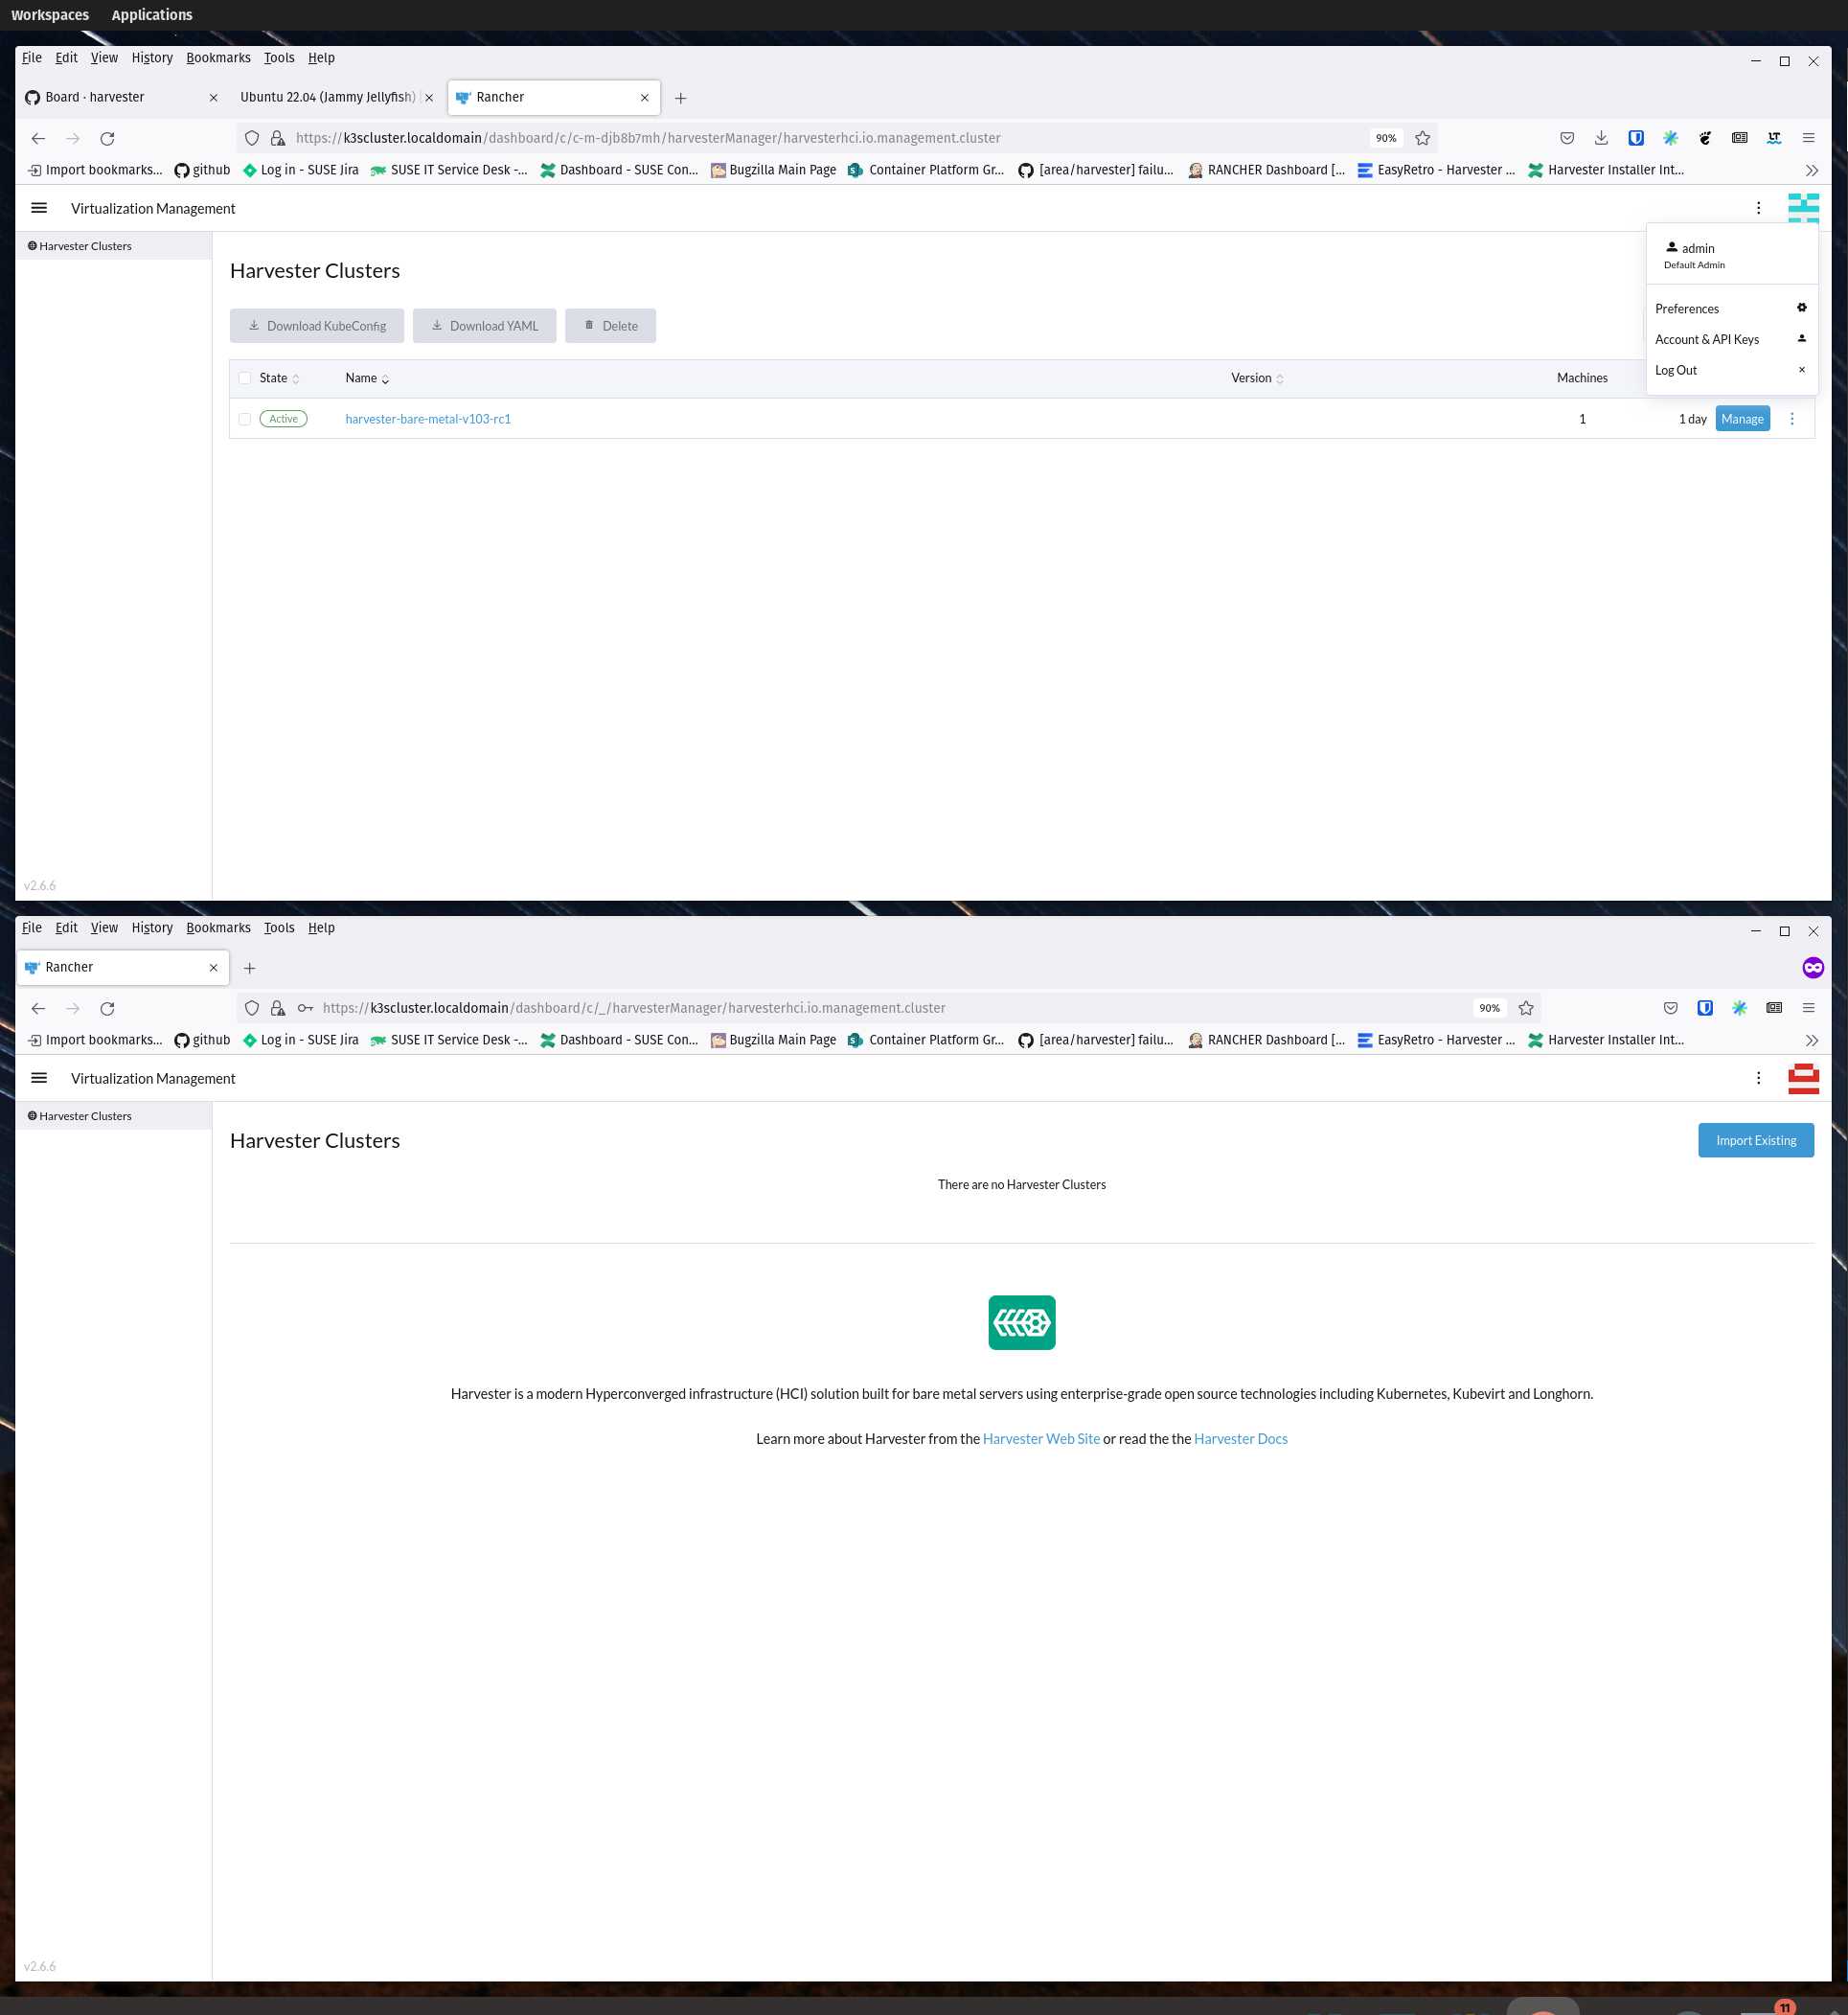 Workspaces Applications
File Edit View History Bookmarks Tools Help
Board · harvester Ubuntu 22.04 (Jammy Jellyfish) | Rancher
https://k3scluster.localdomain/dashboard/c/c-m-djb8b7mh/harvesterManager/harvesterhci.io.management.cluster 90%
Import bookmarks... github Log in - SUSE Jira SUSE IT Service Desk -... Dashboard - SUSE Con... Bugzilla Main Page Container Platform Gr... [area/harvester] failu... RANCHER Dashboard [... EasyRetro - Harvester ... Harvester Installer Int...
Virtualization Management
Harvester Clusters
admin
Default Admin
Harvester Clusters
Preferences
Download KubeConfig Download YAML Delete
Account & API Keys
Log Out
State Name Version Machines
Active harvester-bare-metal-v103-rc1 1 1 day Manage
v2.6.6
File Edit View History Bookmarks Tools Help
Rancher
https://k3scluster.localdomain/dashboard/c/_/harvesterManager/harvesterhci.io.management.cluster 90%
Import bookmarks... github Log in - SUSE Jira SUSE IT Service Desk -... Dashboard - SUSE Con... Bugzilla Main Page Container Platform Gr... [area/harvester] failu... RANCHER Dashboard [... EasyRetro - Harvester ... Harvester Installer Int...
Virtualization Management
Harvester Clusters
Harvester Clusters Import Existing
There are no Harvester Clusters
Harvester is a modern Hyperconverged infrastructure (HCI) solution built for bare metal servers using enterprise-grade open source technologies including Kubernetes, Kubevirt and Longhorn.
Learn more about Harvester from the Harvester Web Site or read the the Harvester Docs
v2.6.6
11